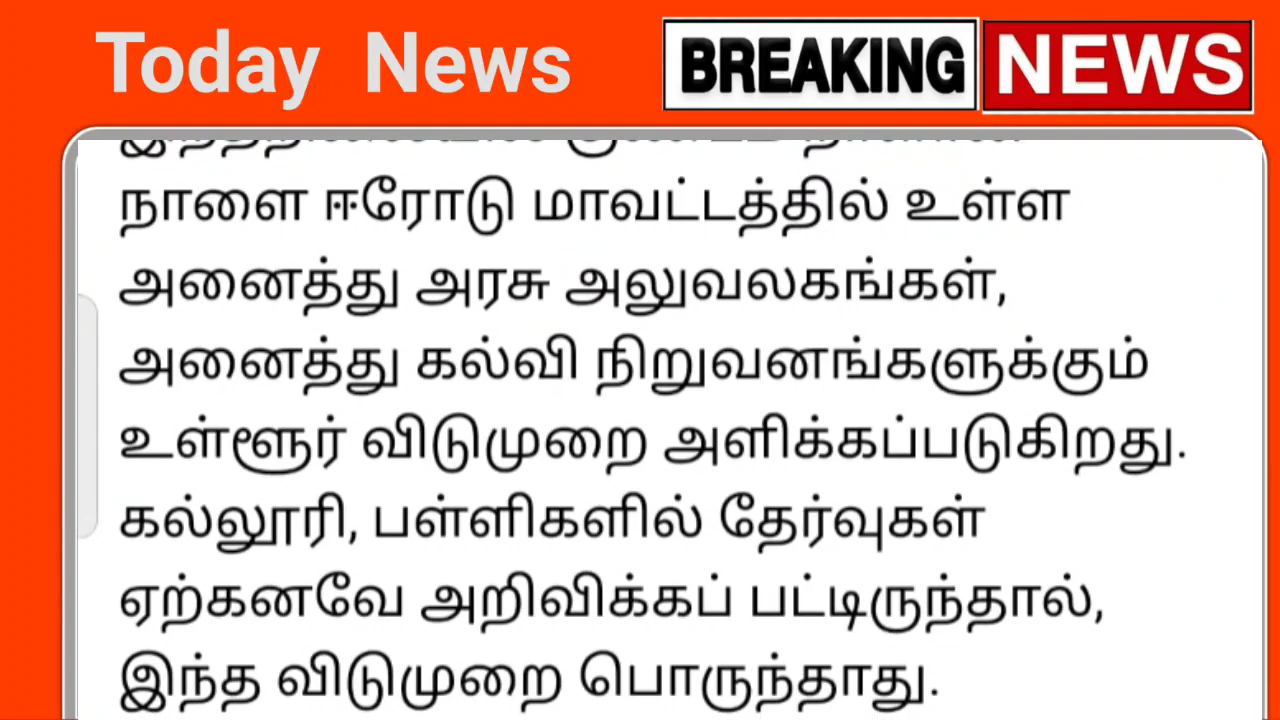 Today News
BREAKING NEWS
நாளை ஈரோடு மாவட்டத்தில் உள்ள
அனைத்து அரசு அலுவலகங்கள்,
அனைத்து கல்வி நிறுவனங்களுக்கும்
உள்ளூர் விடுமுறை அளிக்கப்படுகிறது.
கல்லூரி, பள்ளிகளில் தேர்வுகள்
ஏற்கனவே அறிவிக்கப் பட்டிருந்தால்,
இந்த விடுமுறை பொருந்தாது.